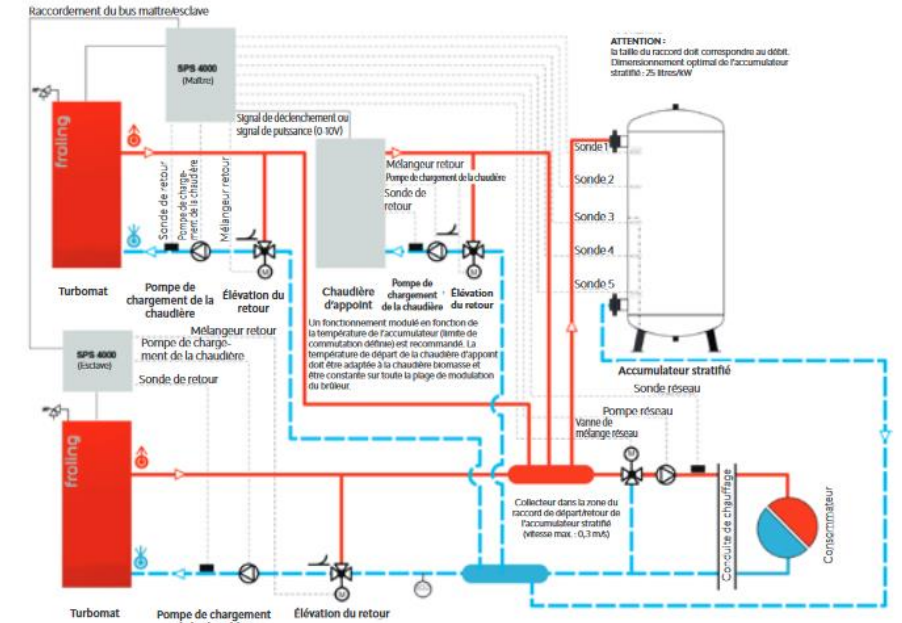 Raccordement du bus maître/esclave
SPS 4000
(Maître)
ATTENTION :
la taille du raccord doit correspondre au débit.
Dimensionnement optimal de l'accumulateur
stratifié : 25 litres/kW
froling
Signal de déclenchement ou
signal de puissance (0-10V)
Sonde de retour
Pompe de charge-
ment de la chaudière
Mélangeur retour
Mélangeur retour
Pompe de chargement de la chaudière
Sonde de
retour
Sonde 1
Sonde 2
Sonde 3
Sonde 4
Sonde 5
M
M
Turbomat
Pompe de
chargement de la
chaudière
Élévation du
retour
Chaudière
d'appoint
Pompe de
chargement
de la chaudière
Élévation
du retour
Un fonctionnement modulé en fonction de
la température de l'accumulateur (limite de
commutation définie) est recommandé. La
température de départ de la chaudière d'appoint
doit être adaptée à la chaudière biomasse et
être constante sur toute la plage de modulation
du brûleur.
Accumulateur stratifié
SPS 4000
(Esclave)
Mélangeur retour
Pompe de charge-
ment de la chaudière
Sonde de retour
Sonde réseau
Pompe réseau
Vanne de
mélange réseau
M
froling
Collecteur dans la zone du
raccord de départ/retour de
l'accumulateur stratifié
(vitesse max. : 0,3 m/s)
Conduite de chauffage
Consommateur
M
Turbomat
Pompe de chargement
Élévation du retour